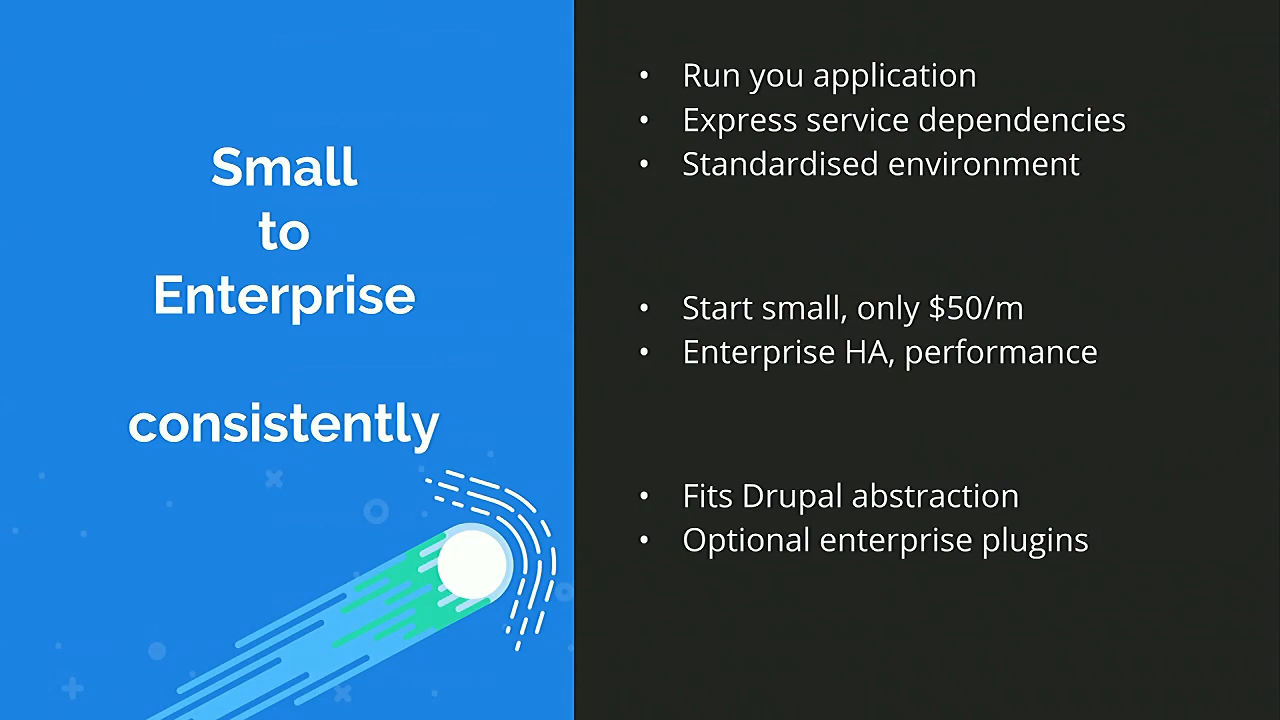 Small
to
Enterprise
consistently
• Run you application
• Express service dependencies
• Standardised environment
• Start small, only $50/m
• Enterprise HA, performance
• Fits Drupal abstraction
• Optional enterprise plugins